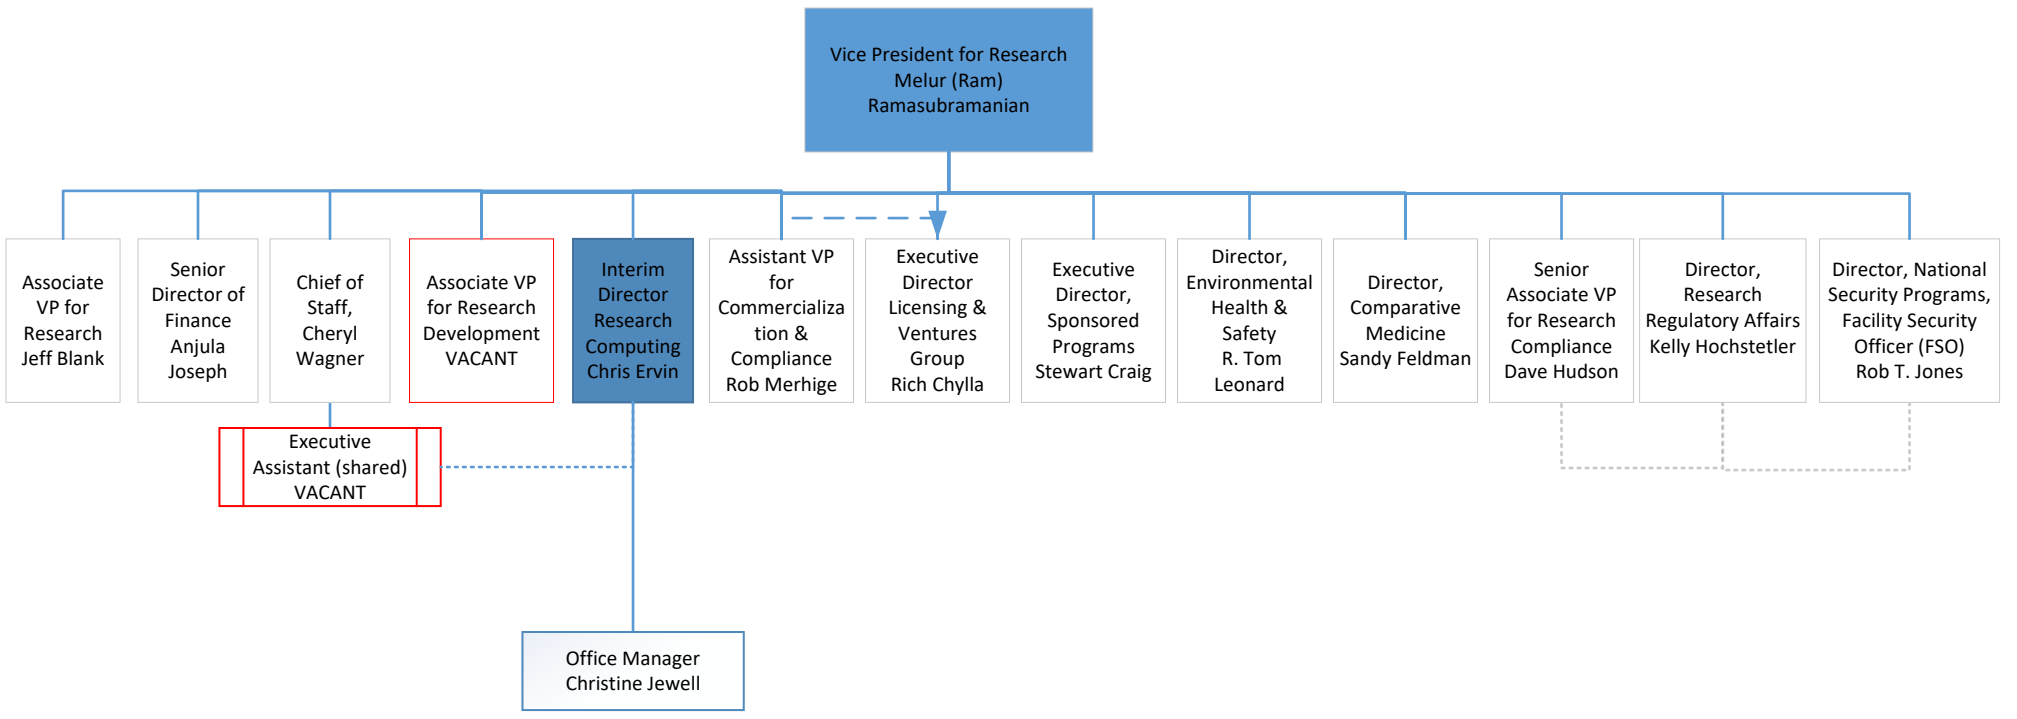 Vice President for Research
Melur (Ram)
Ramasubramanian
Associate
VP for
Research
Jeff Blank
Senior
Director of
Finance
Anjula
Joseph
Chief of
Staff,
Cheryl
Wagner
Associate VP
for Research
Development
VACANT
Interim
Director
Research
Computing
Chris Ervin
Assistant VP
for
Commercializa
tion &
Compliance
Rob Merhige
Executive
Director
Licensing &
Ventures
Group
Rich Chylla
Executive
Director,
Sponsored
Programs
Stewart Craig
Director,
Environmental
Health &
Safety
R. Tom
Leonard
Director,
Comparative
Medicine
Sandy Feldman
Senior
Associate VP
for Research
Compliance
Dave Hudson
Director,
Research
Regulatory Affairs
Kelly Hochstetler
Director, National
Security Programs,
Facility Security
Officer (FSO)
Rob T. Jones
Executive
Assistant (shared)
VACANT
Office Manager
Christine Jewell